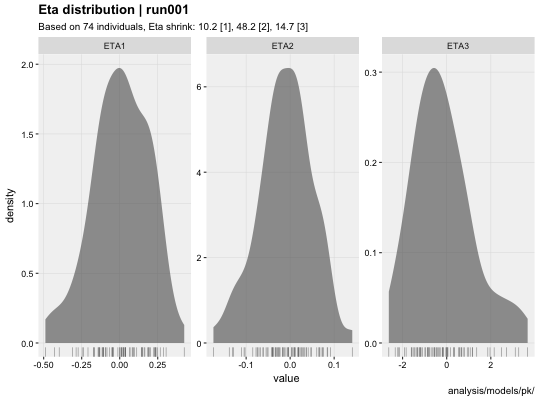 Eta distribution | run001
Based on 74 individuals, Eta shrink: 10.2 [1], 48.2 [2], 14.7 [3]
ETA1 ETA2 ETA3
density
2.0
1.5
1.0
0.5
0.0
6
4
2
0
0.3
0.2
0.1
0.0
-0.50 -0.25 0.00 0.25
-0.1 0.0 0.1
-2 0 2
value
analysis/models/pk/